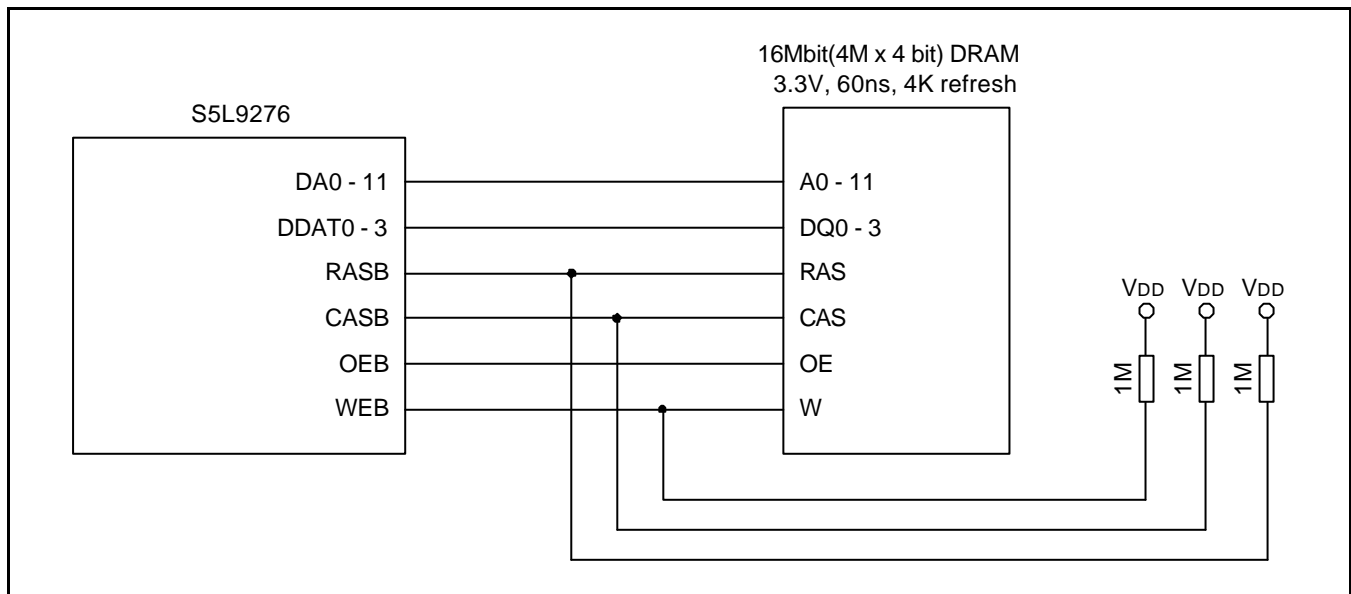 16Mbit(4M x 4 bit) DRAM
3.3V, 60ns, 4K refresh
S5L9276
DA0 - 11
A0 - 11
DDAT0 - 3
DQ0 - 3
RASB
RAS
CASB
CAS
OEB
OE
WEB
W
VDD
VDD
VDD
1M
1M
1M